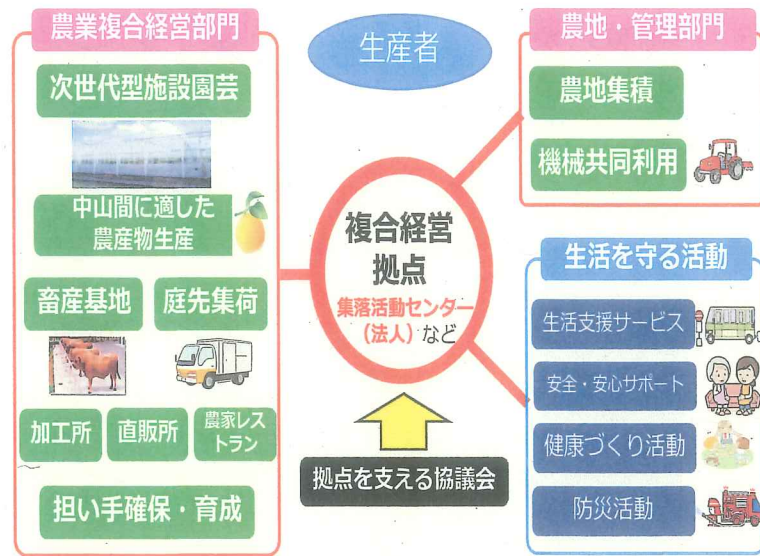 農業複合経営部門
次世代型施設園芸
中山間に適した
農産物生産
畜産基地
庭先集荷
加工所
直販所
農家レス
トラン
担い手確保・育成
生産者
複合経営
拠点
集落活動センター
（法人）など
拠点を支える協議会
農地・管理部門
農地集積
機械共同利用
生活を守る活動
生活支援サービス
安全・安心サポート
健康づくり活動
防災活動